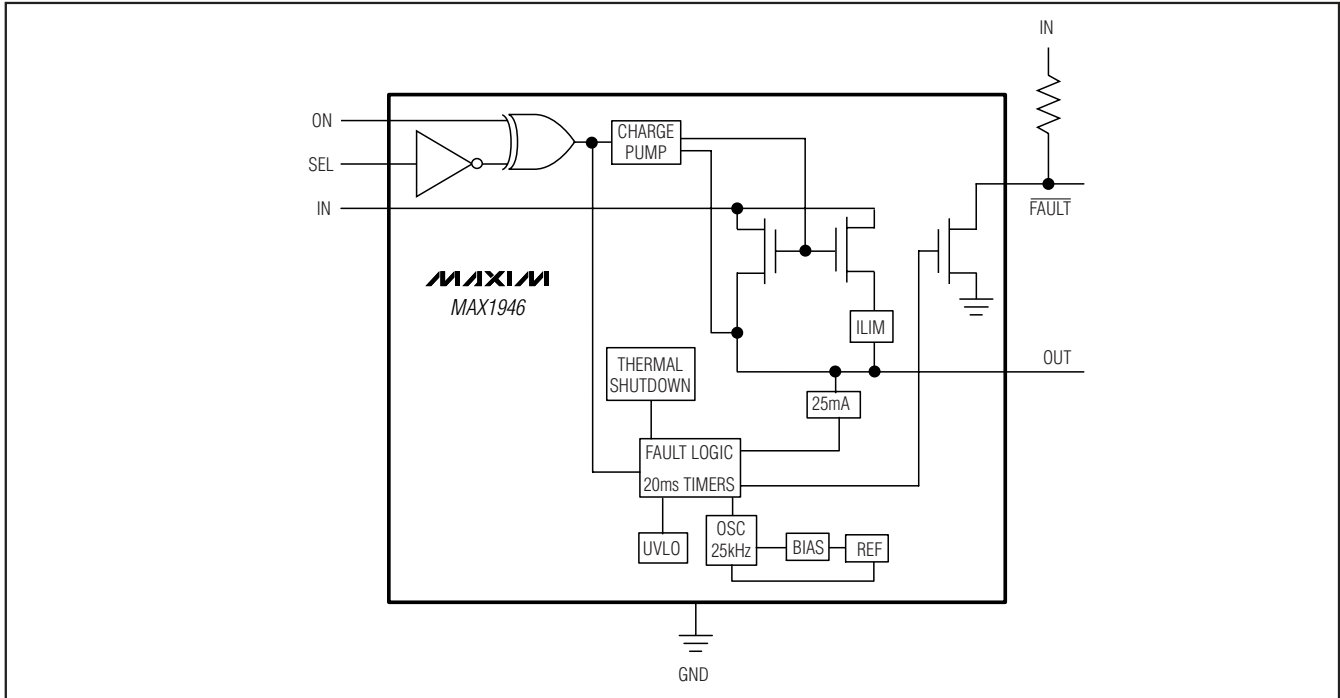 IN
ON
CHARGE
PUMP
SEL
IN
FAULT
MAXIM
MAX1946
ILIM
THERMAL
SHUTDOWN
OUT
25mA
FAULT LOGIC
20ms TIMERS
OSC
25kHz
UVLO
BIAS
REF
GND